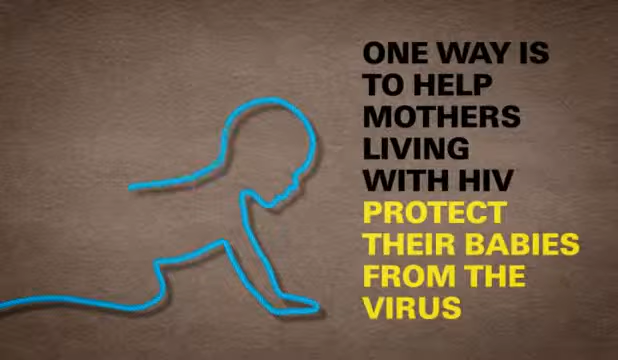 ONE WAY IS
TO HELP
MOTHERS
LIVING
WITH HIV
PROTECT
THEIR BABIES
FROM THE
VIRUS